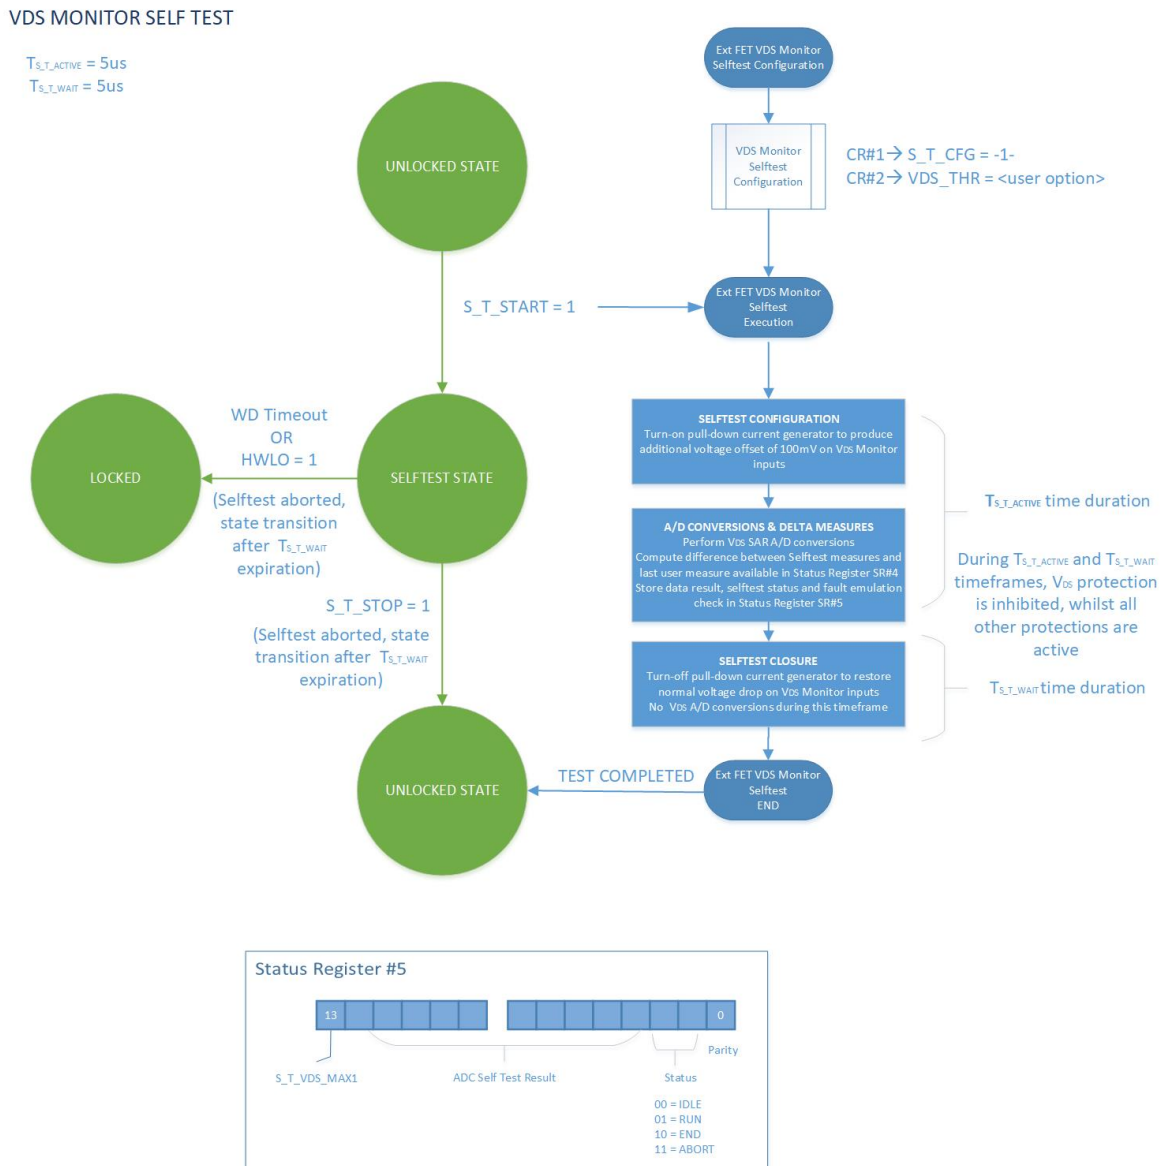 VDS MONITOR SELF TEST
TS_T_ACTIVE = 5us
TS_T_WAIT = 5us
Ext FET VDS Monitor
Selftest Configuration
VDS Monitor
Selftest
Configuration
CR#1→ S_T_CFG = -1-
CR#2→ VDS_THR = <user option>
UNLOCKED STATE
S_T_START = 1
Ext FET VDS Monitor
Selftest
Execution
WD Timeout
OR
HWLO = 1
LOCKED
SELFTEST STATE
(Selftest aborted,
state transition
after TS_T_WAIT
expiration)
SELFTEST CONFIGURATION
Turn-on pull-down current generator to produce
additional voltage offset of 100mV on VDS Monitor
inputs
A/D CONVERSIONS & DELTA MEASURES
Perform VDS SAR A/D conversions
Compute difference between Selftest measures and
last user measure available in Status Register SR#4
Store data result, selftest status and fault emulation
check in Status Register SR#5
TS_T_ACTIVE time duration
During TS_T_ACTIVE and TS_T_WAIT
timeframes, VDS protection
is inhibited, whilst all
other protections are
active
S_T_STOP = 1
(Selftest aborted, state
transition after TS_T_WAIT
expiration)
SELFTEST CLOSURE
Turn-off pull-down current generator to restore
normal voltage drop on VDS Monitor inputs
No VDS A/D conversions during this timeframe
TS_T_WAIT time duration
UNLOCKED STATE
TEST COMPLETED
Ext FET VDS Monitor
Selftest
END
Status Register #5
13
0
Parity
S_T_VDS_MAX1
ADC Self Test Result
Status
00 = IDLE
01 = RUN
10 = END
11 = ABORT